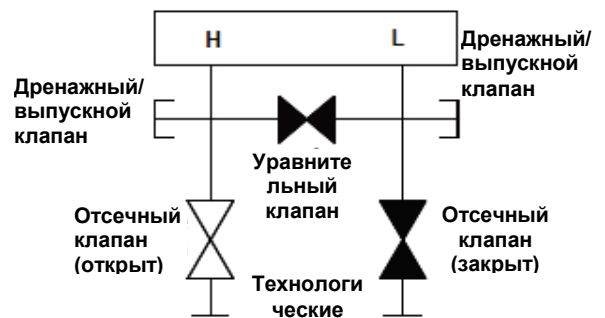 H
L
Дренажный/
выпускной
клапан
Дренажный/
выпускной
клапан
Уравните
льный
клапан
Отсечный
клапан
(открыт)
Отсечный
клапан
(закрыт)
Технологи
ческие